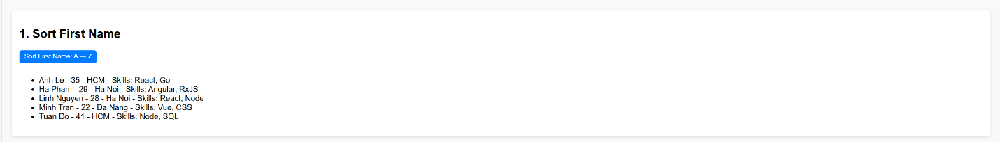 1. Sort First Name
Sort First Name: A → Z
• Anh Le - 35 - HCM - Skills: React, Go
• Ha Pham - 29 - Ha Noi - Skills: Angular, RxJS
• Linh Nguyen - 28 - Ha Noi - Skills: React, Node
• Minh Tran - 22 - Da Nang - Skills: Vue, CSS
• Tuan Do - 41 - HCM - Skills: Node, SQL